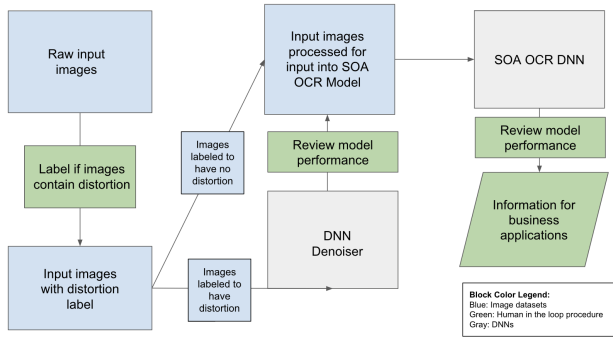 Raw input
images
Label if images
contain distortion
Input images
with distortion
label
Images
labeled to
have no
distortion
Images
labeled to
have
distortion
Input images
processed for
input into SOA
OCR Model
Review model
performance
DNN
Denoiser
SOA OCR DNN
Review model
performance
Information for
business
applications
Block Color Legend:
Blue: Image datasets
Green: Human in the loop procedure
Gray: DNNs